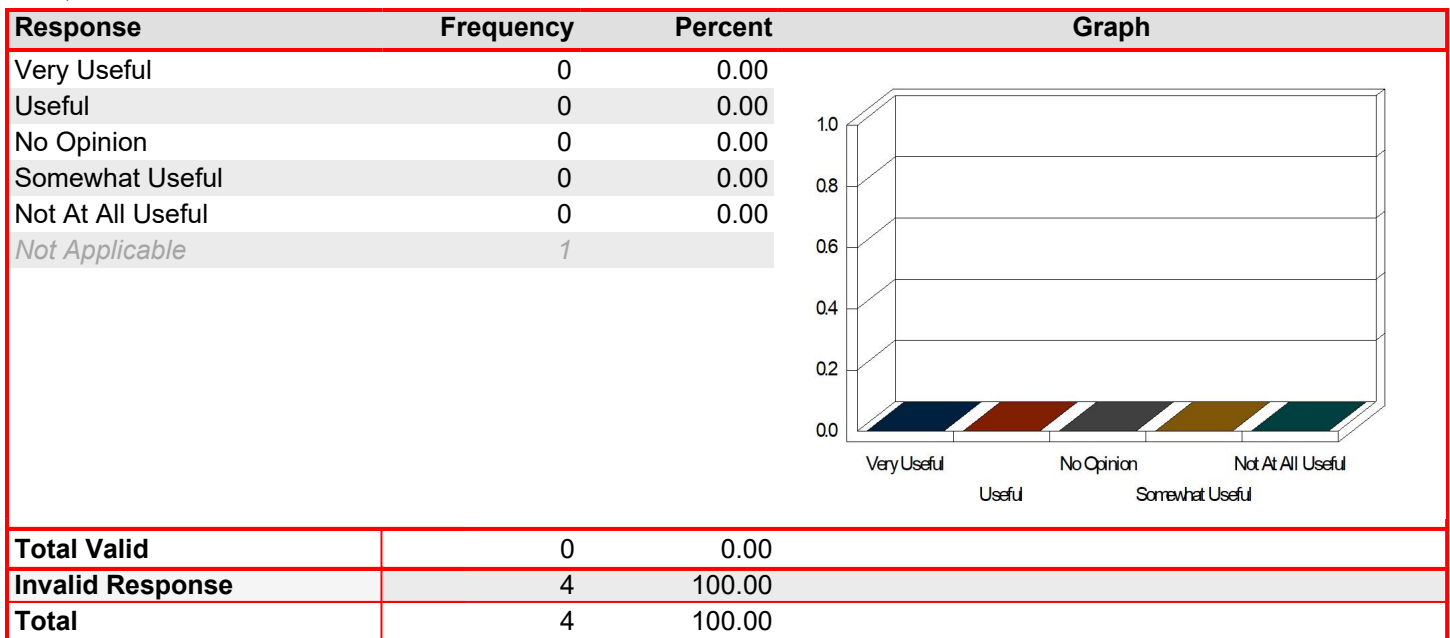 Response Frequency Percent Graph
Very Useful 0 0.00
Useful 0 0.00
No Opinion 0 0.00
Somewhat Useful 0 0.00
Not At All Useful 0 0.00
Not Applicable 1
1.0
0.8
0.6
0.4
0.2
0.0
Very Useful No Opinion Not At All Useful
Useful Somewhat Useful
Total Valid 0 0.00
Invalid Response 4 100.00
Total 4 100.00